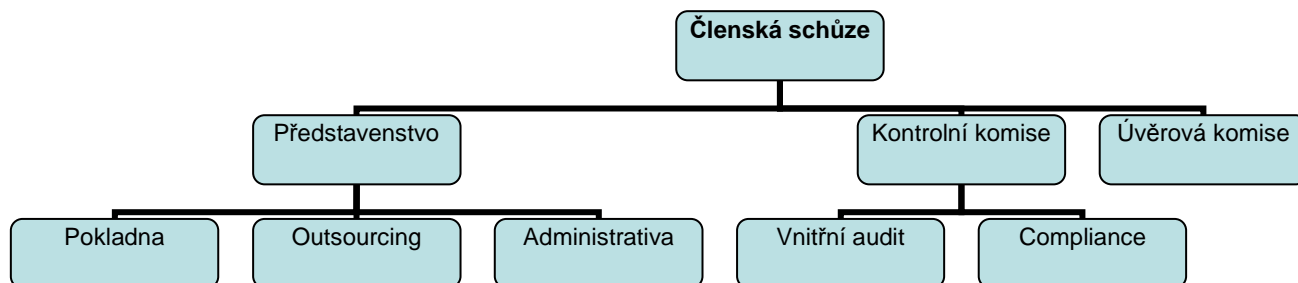 Členská schůze
Představenstvo
Kontrolní komise
Úvěrová komise
Pokladna
Outsourcing
Administrativa
Vnitřní audit
Compliance